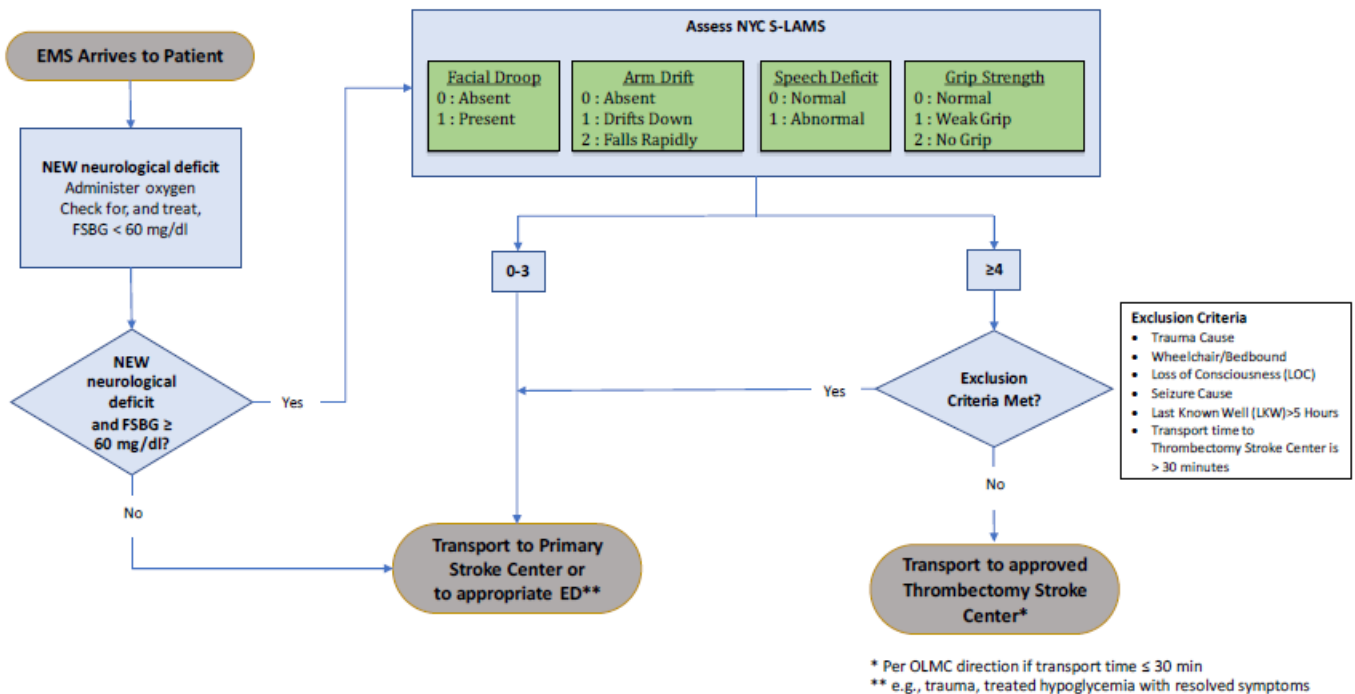 EMS Arrives to Patient
NEW neurological deficit
Administer oxygen
Check for, and treat,
FSBG < 60 mg/dl
NEW
neurological
deficit
and FSBG ≥
60 mg/dl?
Yes
No
Assess NYC S-LAMS
Facial Droop
0 : Absent
1 : Present
Arm Drift
0 : Absent
1 : Drifts Down
2 : Falls Rapidly
Speech Deficit
0 : Normal
1 : Abnormal
Grip Strength
0 : Normal
1 : Weak Grip
2 : No Grip
0-3
≥4
Exclusion
Criteria Met?
Yes
No
Exclusion Criteria
• Trauma Cause
• Wheelchair/Bedbound
• Loss of Consciousness (LOC)
• Seizure Cause
• Last Known Well (LKW)>5 Hours
• Transport time to
Thrombectomy Stroke Center is
> 30 minutes
Transport to Primary
Stroke Center or
to appropriate ED**
Transport to approved
Thrombectomy Stroke
Center*
* Per OLMC direction if transport time ≤ 30 min
** e.g., trauma, treated hypoglycemia with resolved symptoms